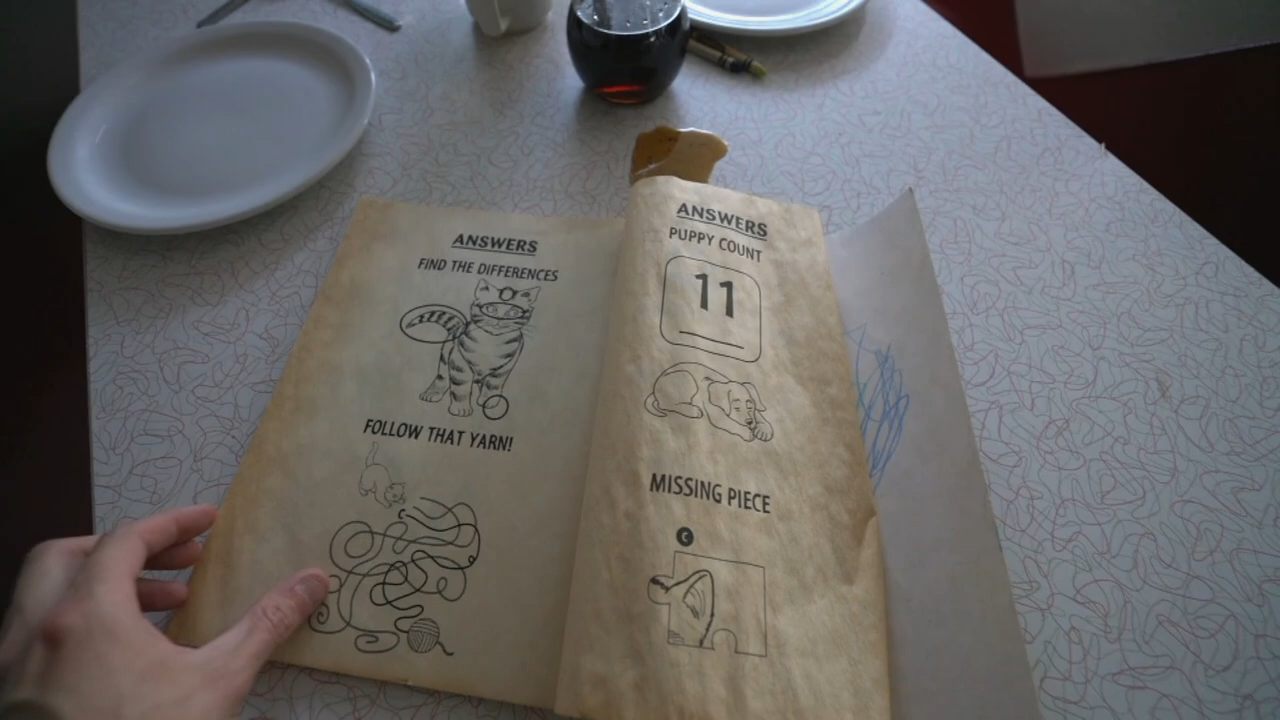 ANSWERS
FIND THE DIFFERENCES
FOLLOW THAT YARN!
ANSWERS
PUPPY COUNT
11
MISSING PIECE
C